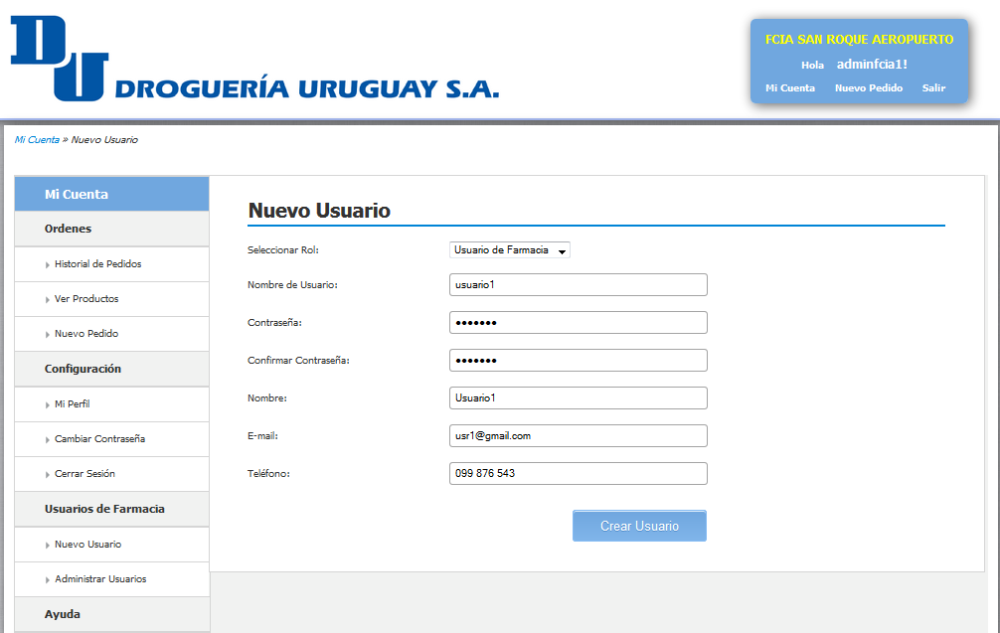 DU
DROGUERÍA URUGUAY S.A.
FCIA SAN ROQUE AEROPUERTO
Hola adminfcia1!
Mi Cuenta Nuevo Pedido Salir
Mi Cuenta » Nuevo Usuario
Mi Cuenta
Ordenes
Historial de Pedidos
Ver Productos
Nuevo Pedido
Configuración
Mi Perfil
Cambiar Contraseña
Cerrar Sesión
Usuarios de Farmacia
Nuevo Usuario
Administrar Usuarios
Ayuda
Nuevo Usuario
Seleccionar Rol: Usuario de Farmacia
Nombre de Usuario: usuario1
Contraseña: •••••••
Confirmar Contraseña: •••••••
Nombre: Usuario1
E-mail: usr1@gmail.com
Teléfono: 099 876 543
Crear Usuario